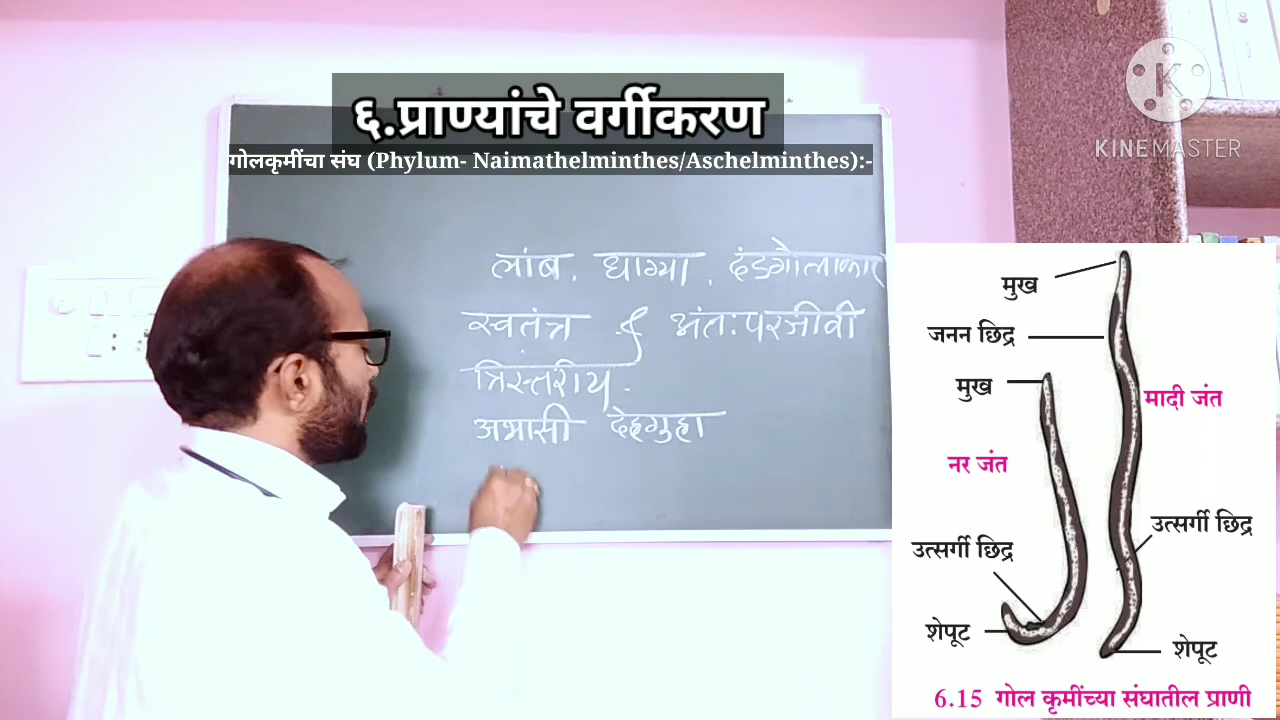 ६.प्राण्यांचे वर्गीकरण
गोलकृमींचा संघ (Phylum- Naimathelminthes/Aschelminthes):-
K
KINEMASTER
लांब. धाग्या. दंडगोलाकार
स्वतंत्र & अंतःपरजीवी
त्रिस्तरीय.
अभासी देहगुहा
मुख
जनन छिद्र
मुख
मादी जंत
नर जंत
उत्सर्गी छिद्र
उत्सर्गी छिद्र
शेपूट
शेपूट
6.15 गोल कृमींच्या संघातील प्राणी